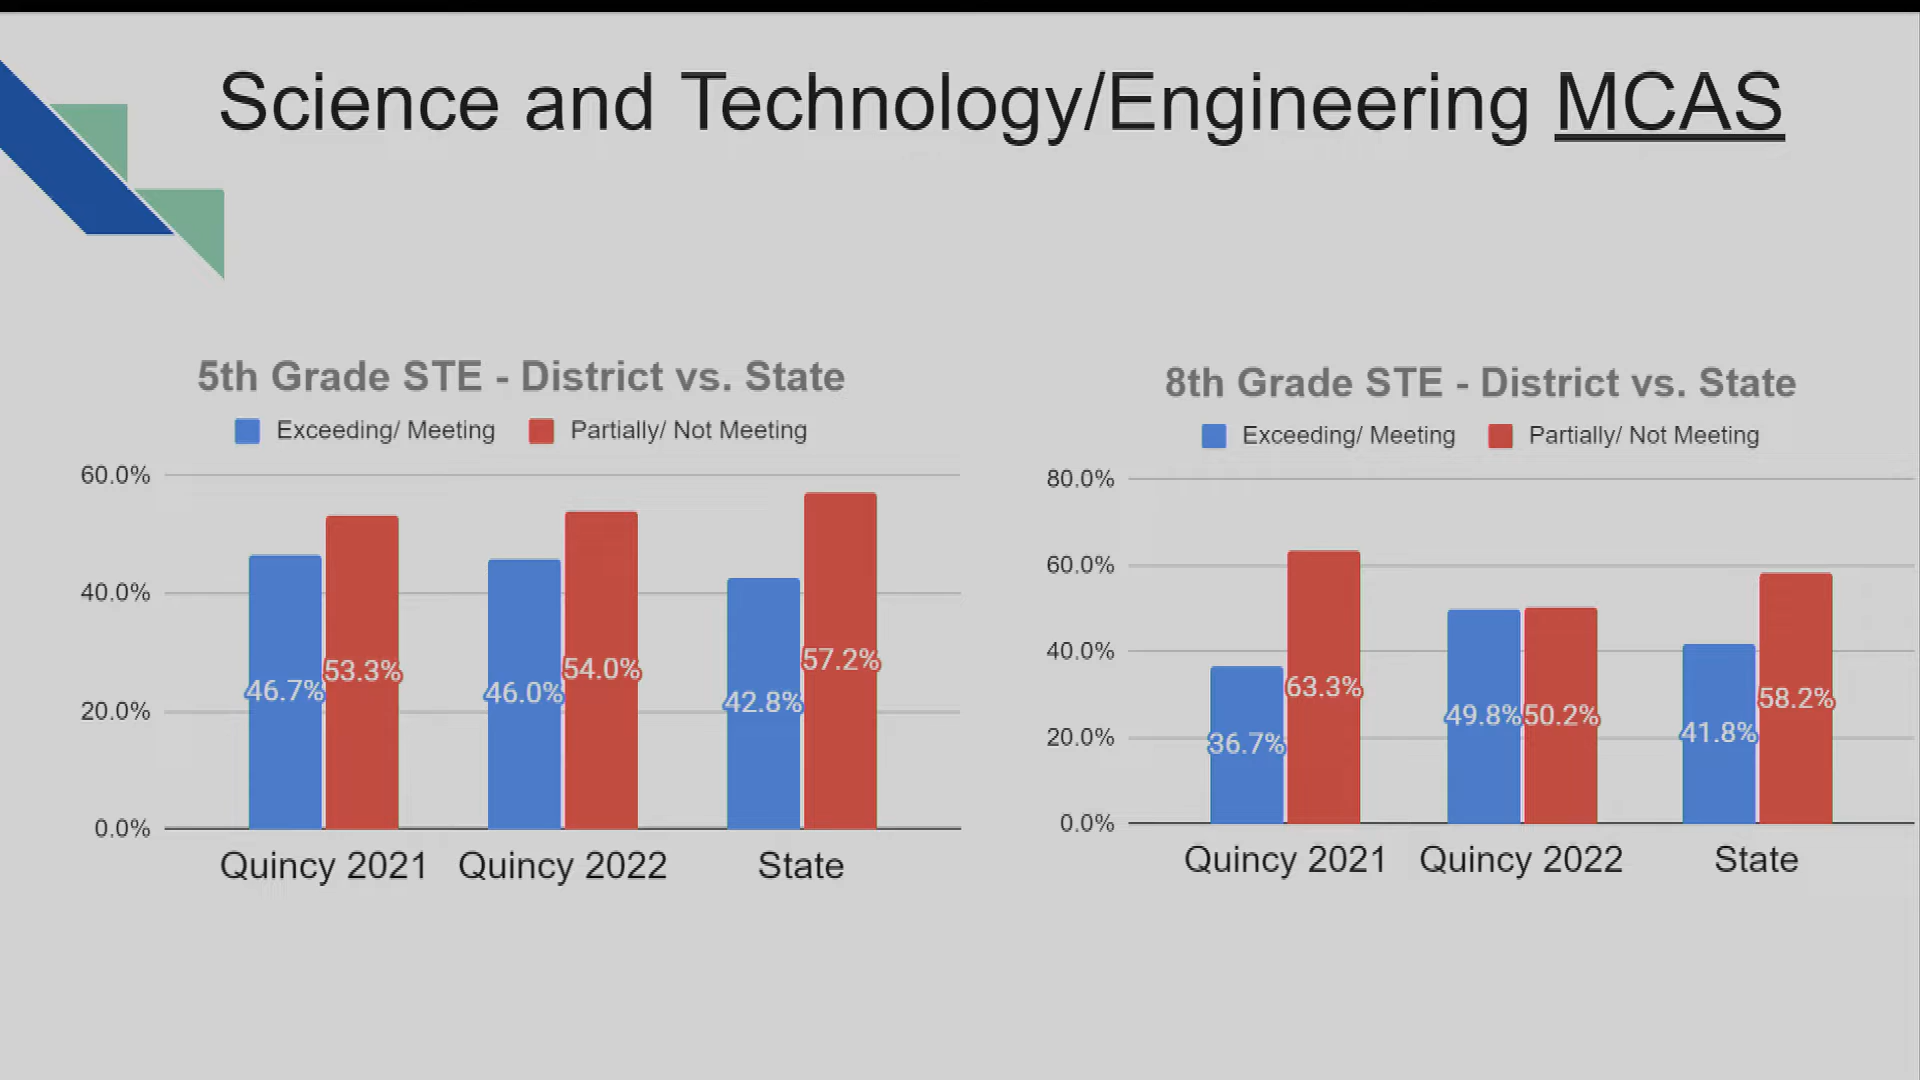 Science and Technology/Engineering MCAS
5th Grade STE - District vs. State
Exceeding/ Meeting
Partially/ Not Meeting
60.0%
40.0%
20.0%
0.0%
46.7%
53.3%
46.0%
54.0%
42.8%
57.2%
Quincy 2021
Quincy 2022
State
8th Grade STE - District vs. State
Exceeding/ Meeting
Partially/ Not Meeting
80.0%
60.0%
40.0%
20.0%
0.0%
36.7%
63.3%
49.8%
50.2%
41.8%
58.2%
Quincy 2021
Quincy 2022
State